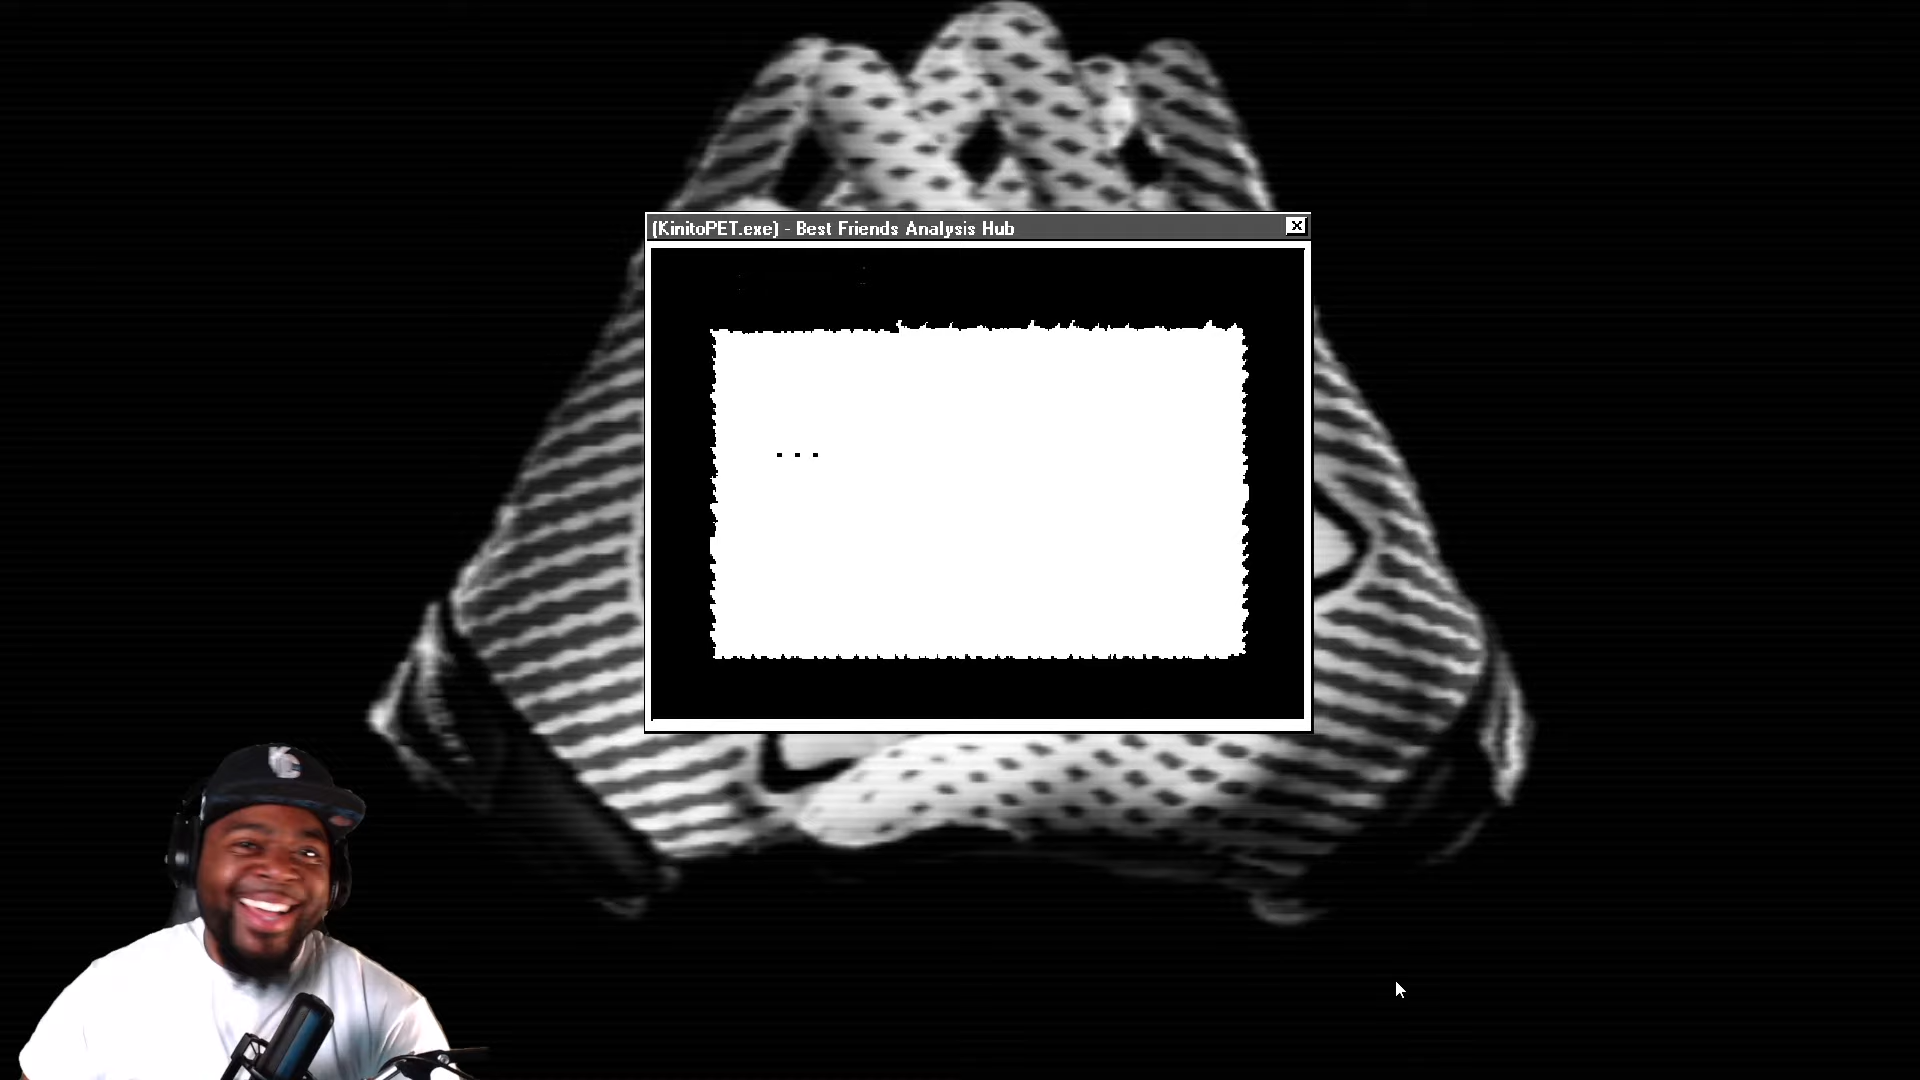 (KinitoPET.exe) - Best Friends Analysis Hub
...